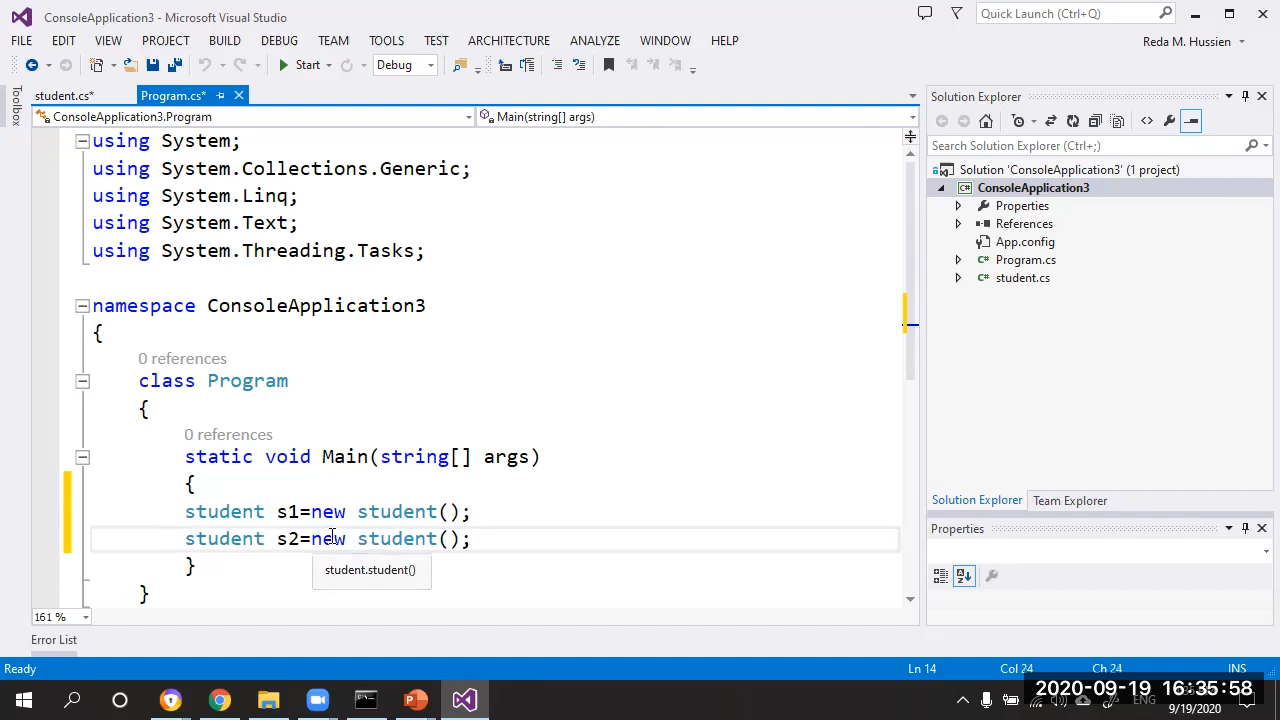 ConsoleApplication3 - Microsoft Visual Studio
Quick Launch (Ctrl+Q)
FILE EDIT VIEW PROJECT BUILD DEBUG TEAM TOOLS TEST ARCHITECTURE ANALYZE WINDOW HELP
Reda M. Hussien
Start Debug
Toolbox
student.cs* Program.cs*
ConsoleApplication3.Program Main(string[] args)
using System;
using System.Collections.Generic;
using System.Linq;
using System.Text;
using System.Threading.Tasks;
namespace ConsoleApplication3
{
0 references
class Program
{
0 references
static void Main(string[] args)
{
student s1=new student();
student s2=new student();
student.student()
}
}
161 %
Error List
Solution Explorer
Search Solution Explorer (Ctrl+;)
Solution 'ConsoleApplication3' (1 project)
ConsoleApplication3
Properties
References
App.config
Program.cs
student.cs
Solution Explorer Team Explorer
Properties
Ready Ln 14 Col 24 Ch 24 INS
ENG
2020-09-19 16:35:58
9/19/2020